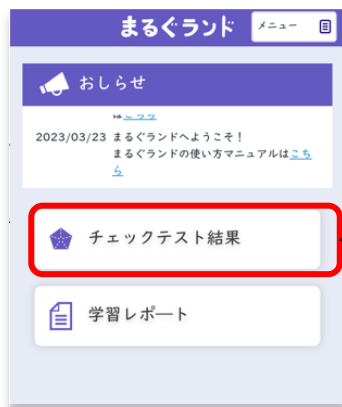 まるぐランド
メニュー
おしらせ
はこちら
2023/03/23 まるぐランドへようこそ!
まるぐランドの使い方マニュアルはこち
ら
チェックテスト結果
学習レポート